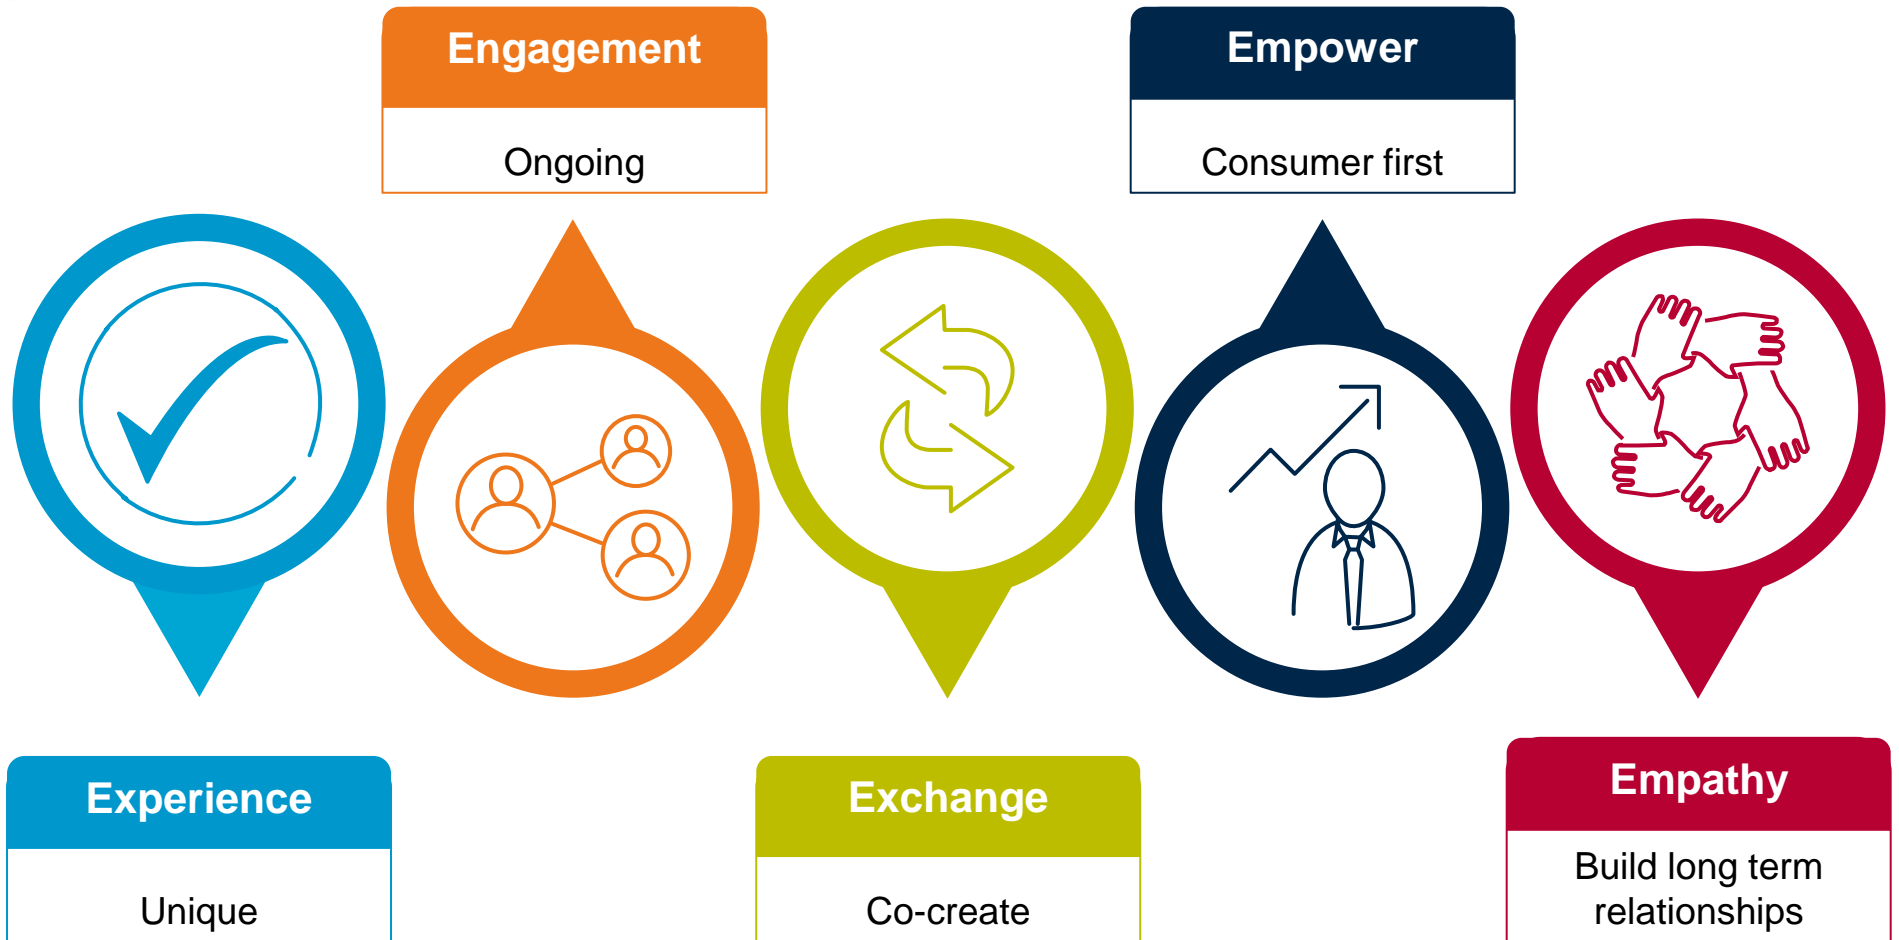 Engagement
Ongoing
Empower
Consumer first
Experience
Unique
Exchange
Co-create
Empathy
Build long term
relationships